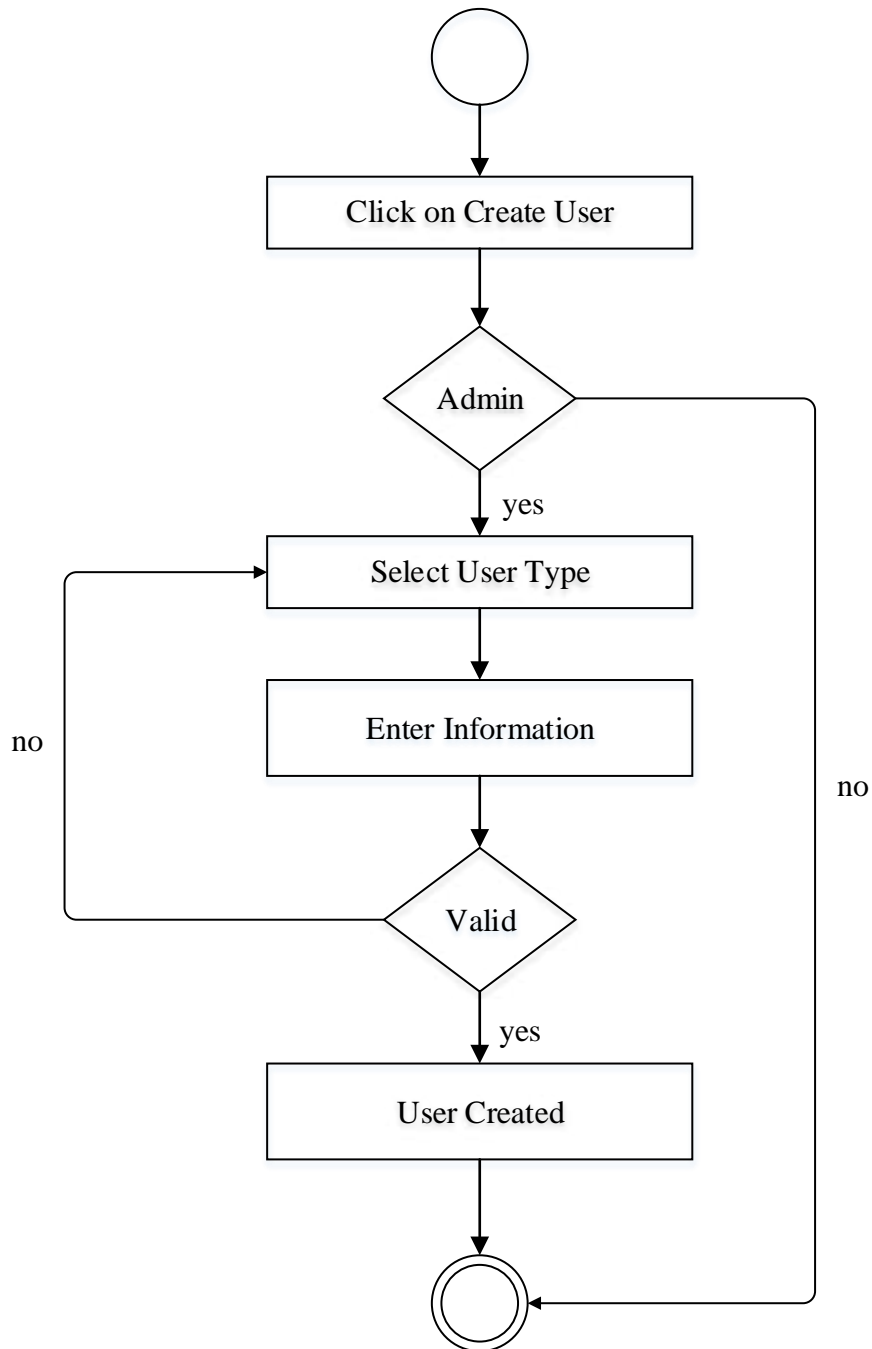 Click on Create User
Admin
yes
Select User Type
Enter Information
no
no
Valid
yes
User Created